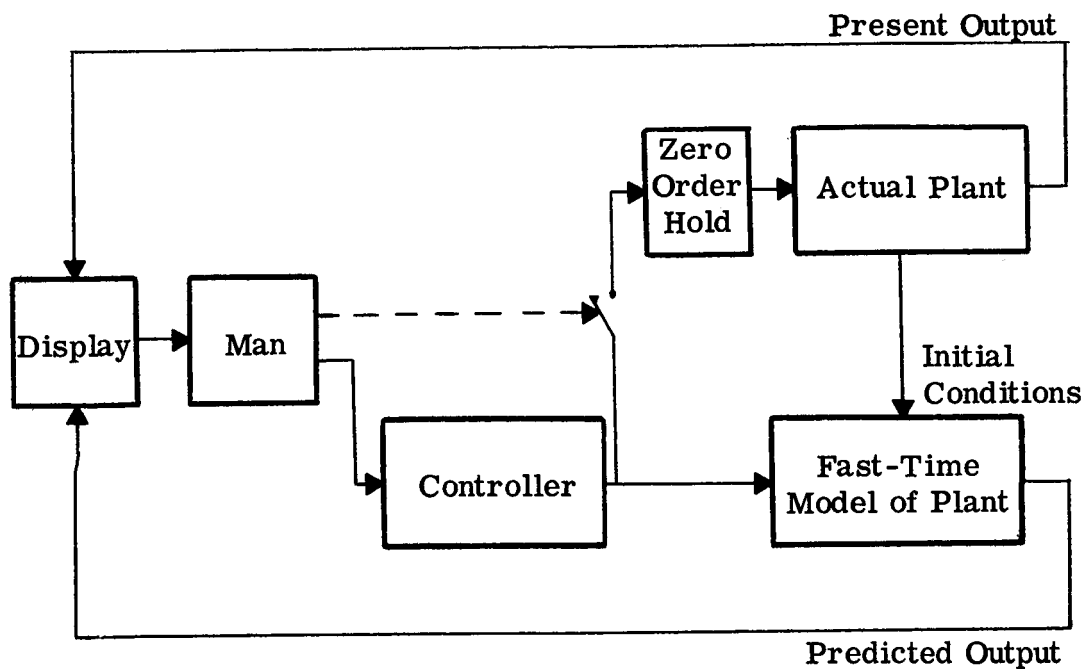 Present Output
Zero
Order
Hold
Actual Plant
Display
Man
Initial
Conditions
Controller
Fast-Time
Model of Plant
Predicted Output